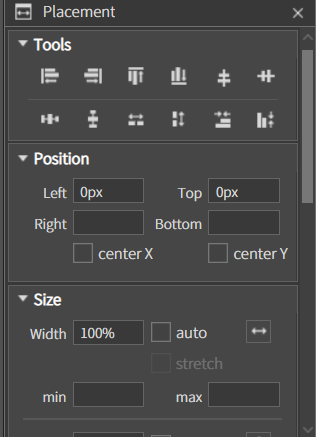 Placement
Tools
Position
Left 0px Top 0px
Right Bottom
center X center Y
Size
Width 100% auto
stretch
min max